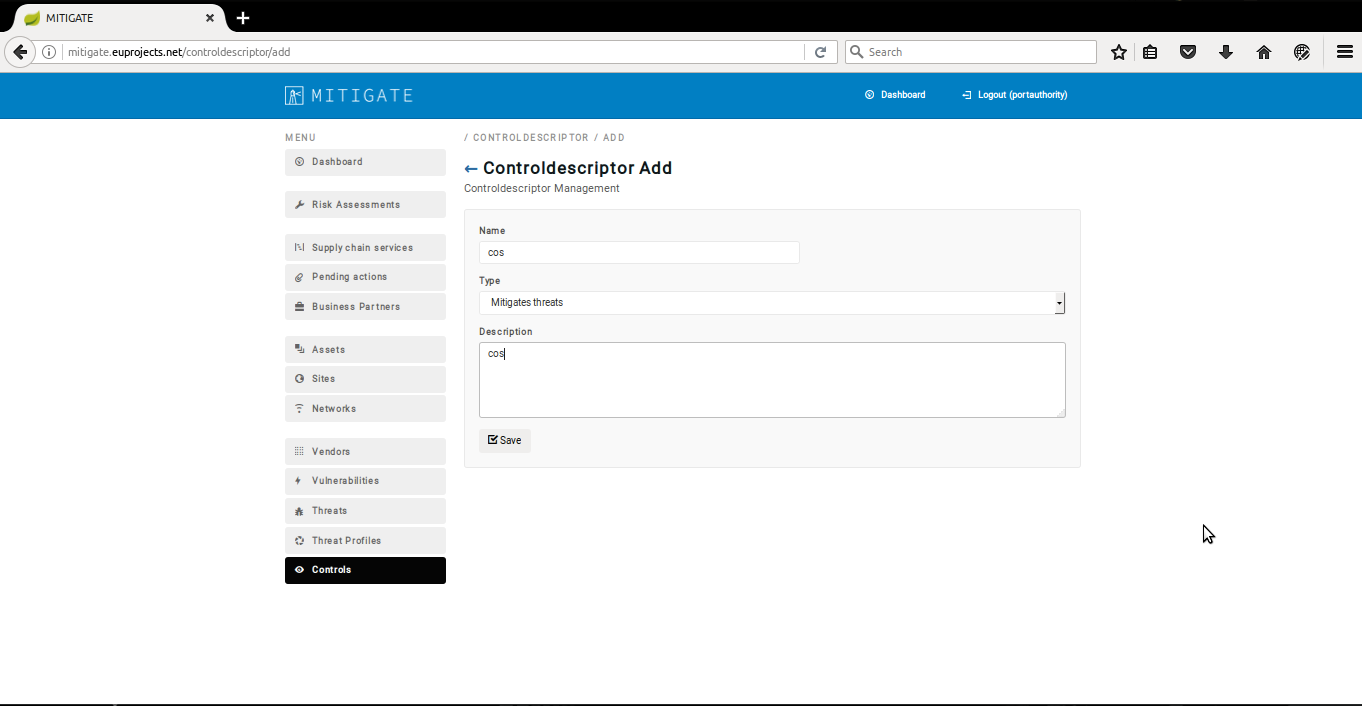 MITIGATE
mitigate.euprojects.net/controldescriptor/add
Search
MITIGATE
Dashboard
Logout (portauthority)
MENU
Dashboard
Risk Assessments
Supply chain services
Pending actions
Business Partners
Assets
Sites
Networks
Vendors
Vulnerabilities
Threats
Threat Profiles
Controls
/ CONTROLDESCRIPTOR / ADD
← Controldescriptor Add
Controldescriptor Management
Name
cos
Type
Mitigates threats
Description
cos
Save